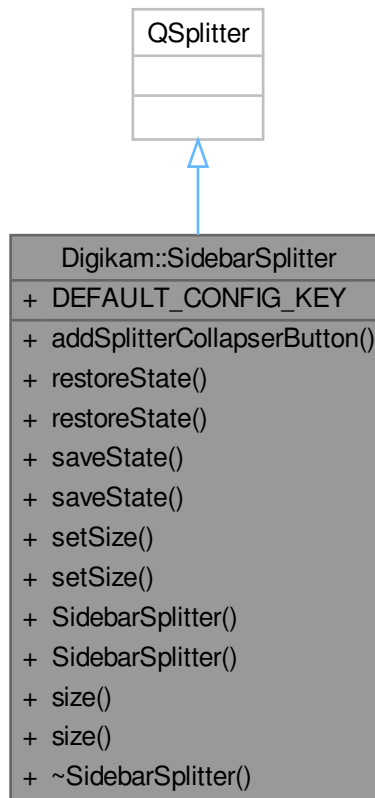 QSplitter
Digikam::SidebarSplitter
+ DEFAULT_CONFIG_KEY
+ addSplitterCollapserButton()
+ restoreState()
+ restoreState()
+ saveState()
+ saveState()
+ setSize()
+ setSize()
+ SidebarSplitter()
+ SidebarSplitter()
+ size()
+ size()
+ ~SidebarSplitter()